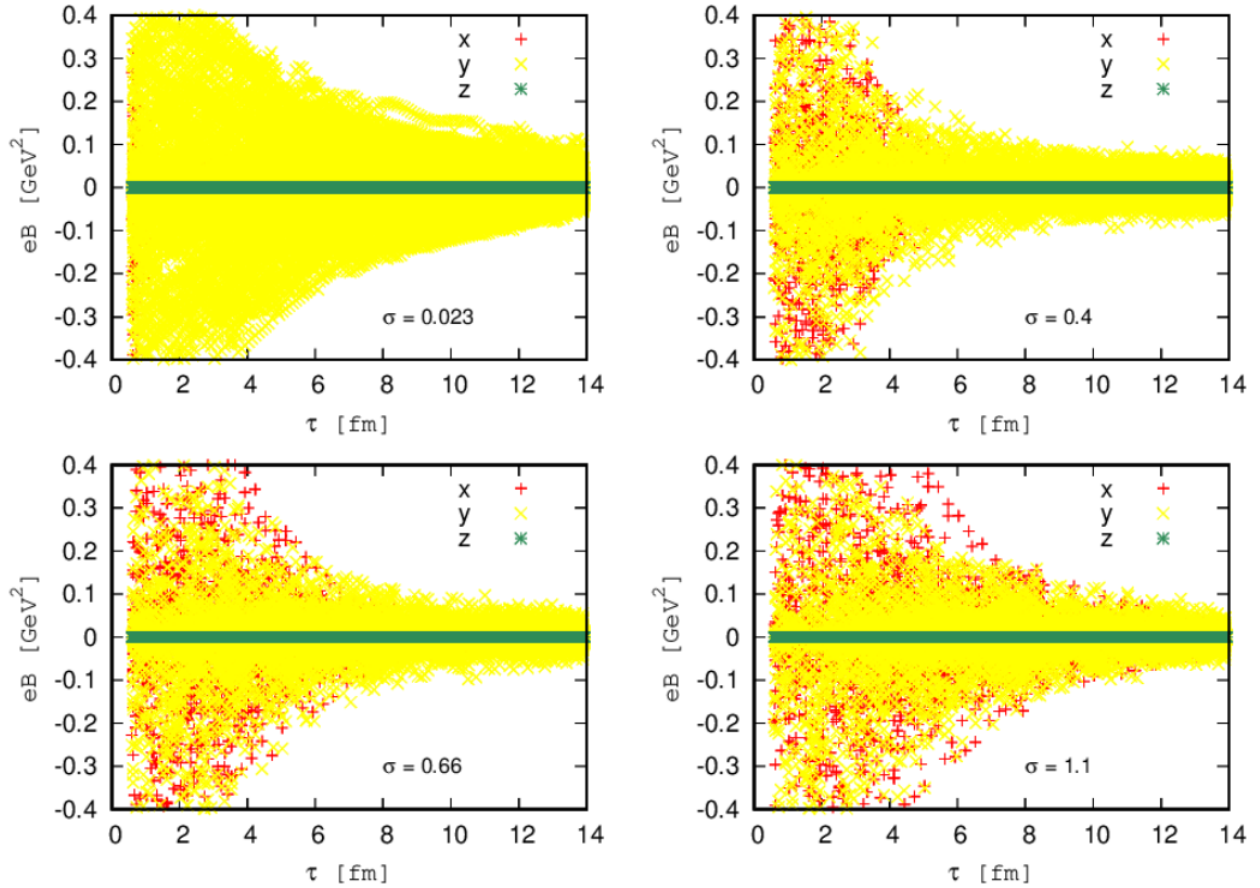 0.4
0.3
0.2
0.1
0
-0.1
-0.2
-0.3
-0.4
eB [GeV²]
x
y
z
σ = 0.023
0 2 4 6 8 10 12 14
τ [fm]
0.4
0.3
0.2
0.1
0
-0.1
-0.2
-0.3
-0.4
eB [GeV²]
x
y
z
σ = 0.4
0 2 4 6 8 10 12 14
τ [fm]
0.4
0.3
0.2
0.1
0
-0.1
-0.2
-0.3
-0.4
eB [GeV²]
x
y
z
σ = 0.66
0 2 4 6 8 10 12 14
τ [fm]
0.4
0.3
0.2
0.1
0
-0.1
-0.2
-0.3
-0.4
eB [GeV²]
x
y
z
σ = 1.1
0 2 4 6 8 10 12 14
τ [fm]